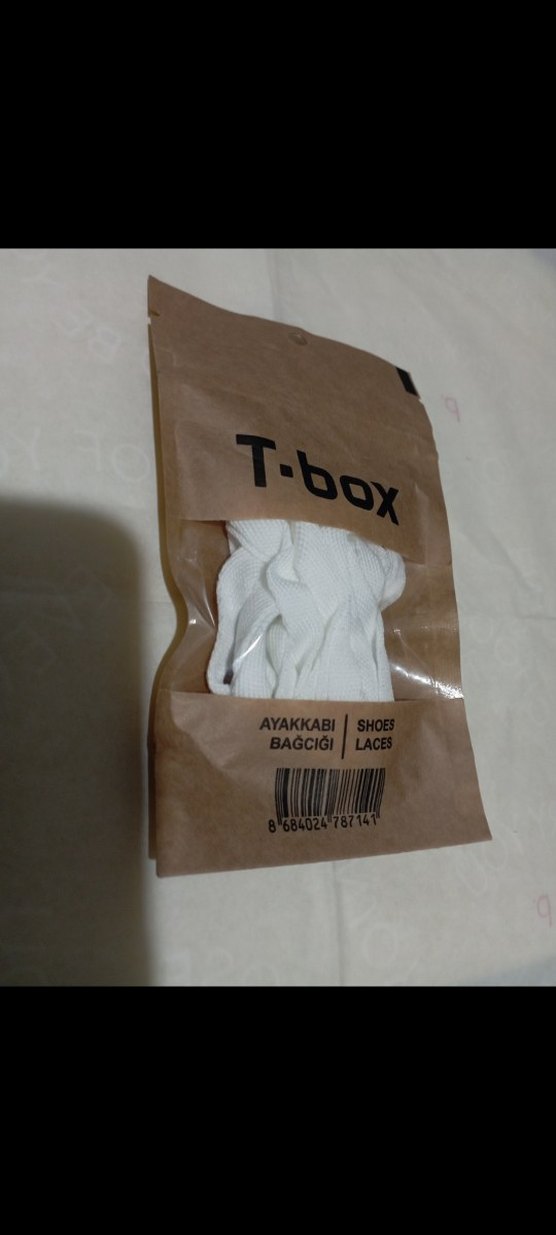 T-box
AYAKKABI | SHOES
BAĞCIĞI | LACES
8 684024 787141